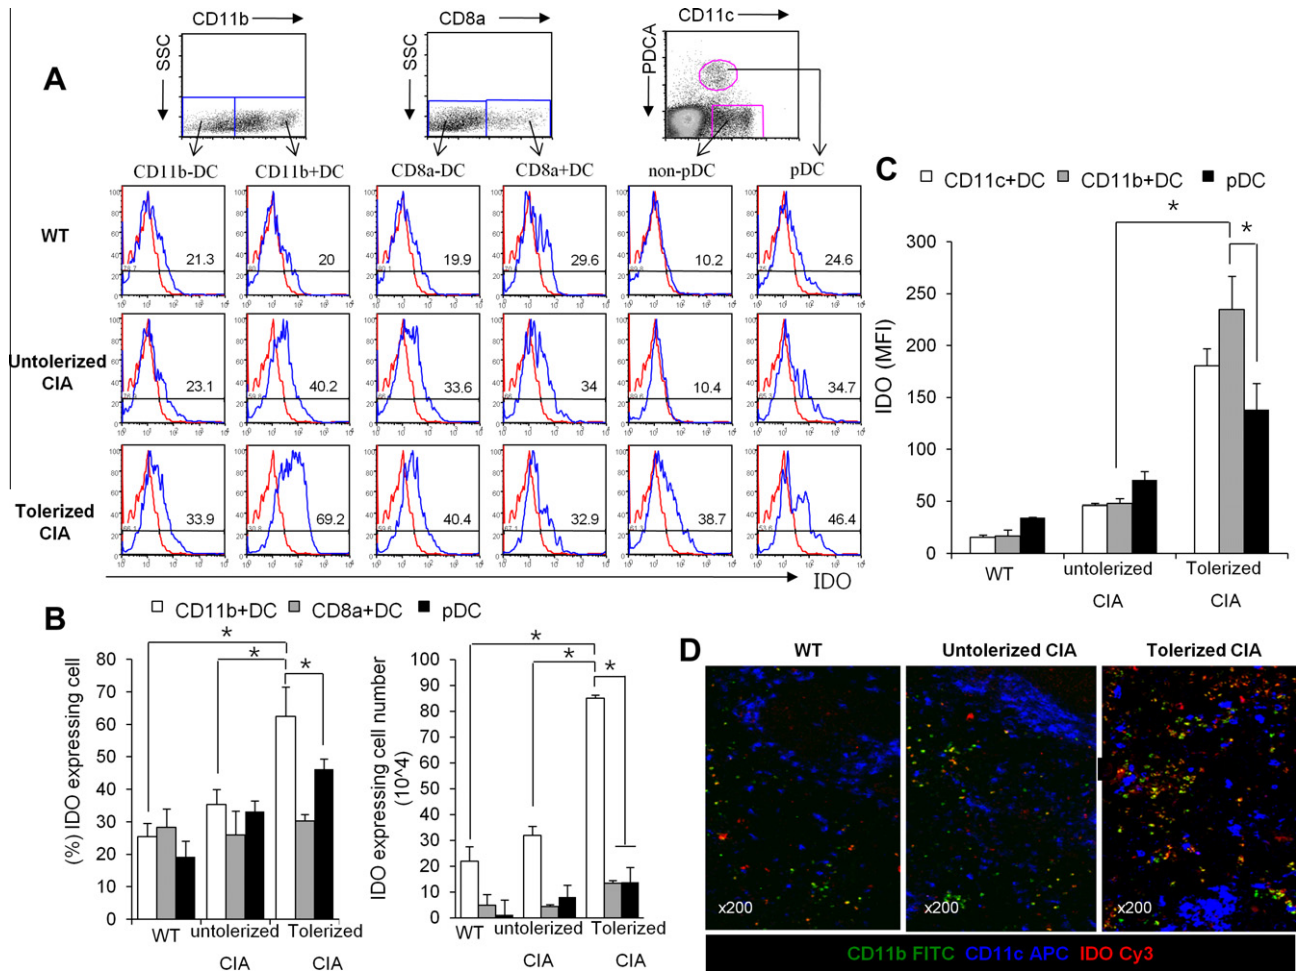 A
CD11b
CD8a
CD11c
SSC
SSC
PDCA
CD11b-DC
CD11b+DC
CD8a-DC
CD8a+DC
non-pDC
pDC
WT
21.3
20
19.9
29.6
10.2
24.6
Untolerized
CIA
23.1
40.2
33.6
34
10.4
34.7
Tolerized
CIA
33.9
69.2
40.4
32.9
38.7
46.4
IDO
B
CD11b+DC CD8a+DC pDC
(%) IDO expressing cell
80
70
60
50
40
30
20
10
0
* * *
WT untolerized Tolerized
CIA CIA
IDO expressing cell number
(10^4)
100
90
80
70
60
50
40
30
20
10
0
* * *
WT untolerized Tolerized
CIA CIA
C
CD11c+DC CD11b+DC pDC
IDO (MFI)
300
250
200
150
100
50
0
* *
WT untolerized Tolerized
CIA CIA
D
WT Untolerized CIA Tolerized CIA
x200 x200 x200
CD11b FITC CD11c APC IDO Cy3